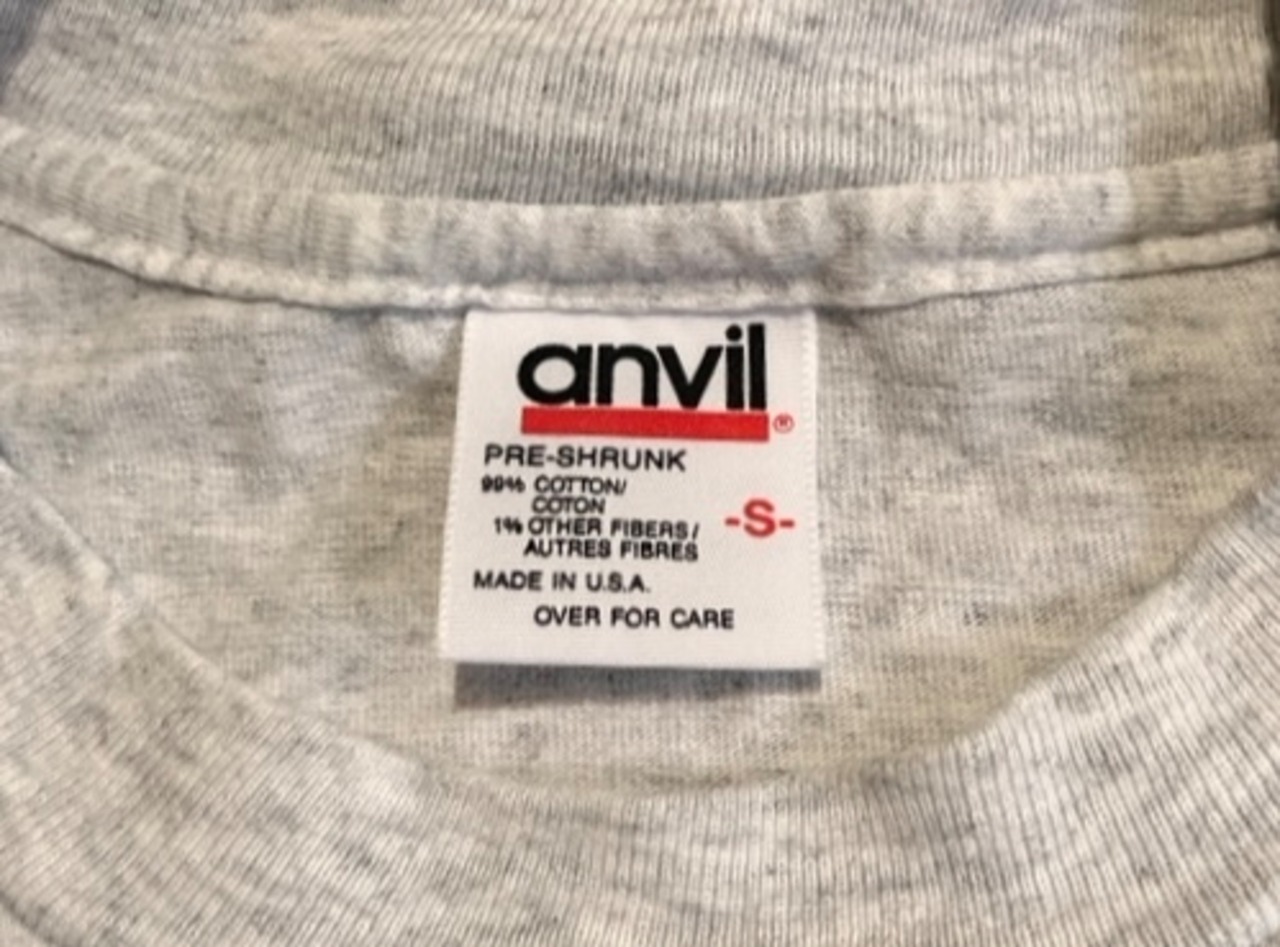 anvil®
PRE-SHRUNK
99% COTTON/
COTON
1% OTHER FIBERS/
AUTRES FIBRES
-S-
MADE IN U.S.A.
OVER FOR CARE